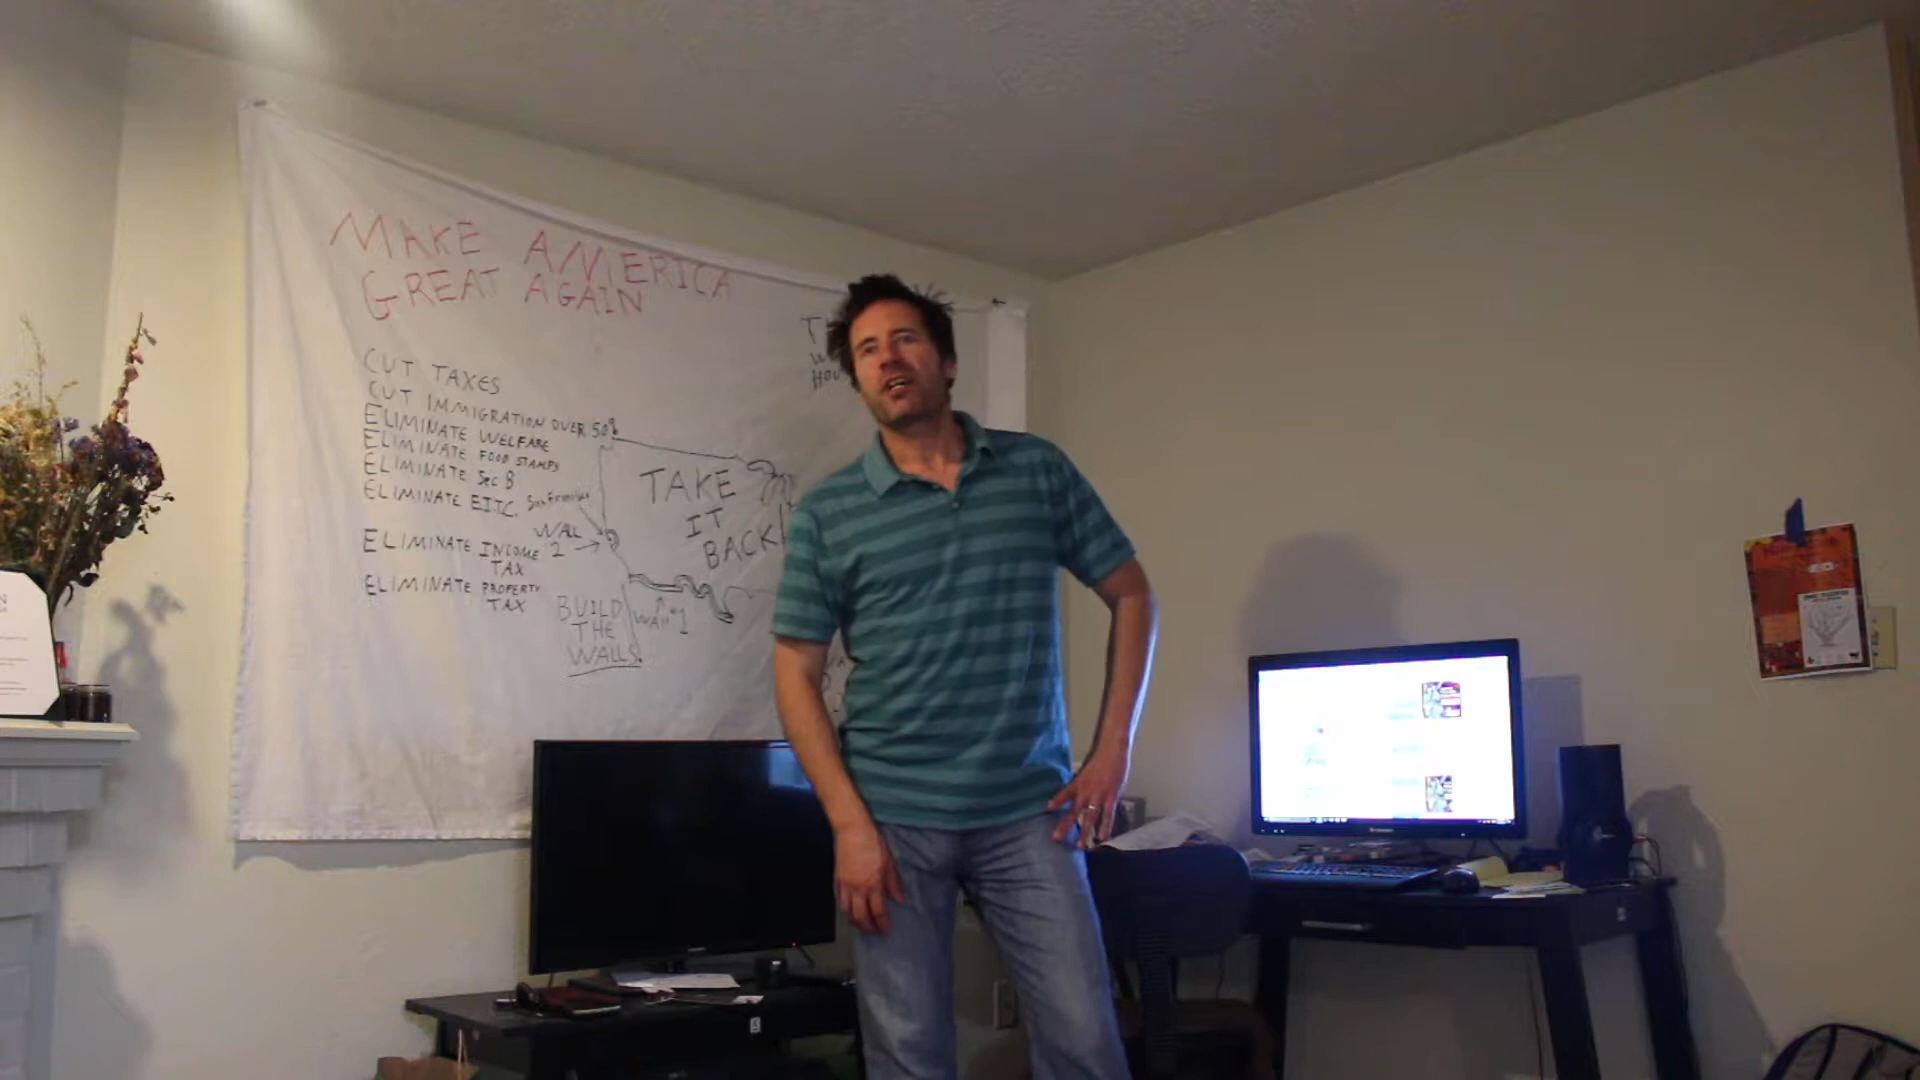 MAKE AMERICA
GREAT AGAIN
CUT TAXES
CUT IMMIGRATION OVER 50%
ELIMINATE WELFARE
ELIMINATE FOOD STAMPS
ELIMINATE Sec 8
ELIMINATE EITC
San Francisco
WALL
2
ELIMINATE INCOME
TAX
ELIMINATE PROPERTY
TAX
TAKE
IT
BACK!
BUILD
THE
WALLS!
Wall #1